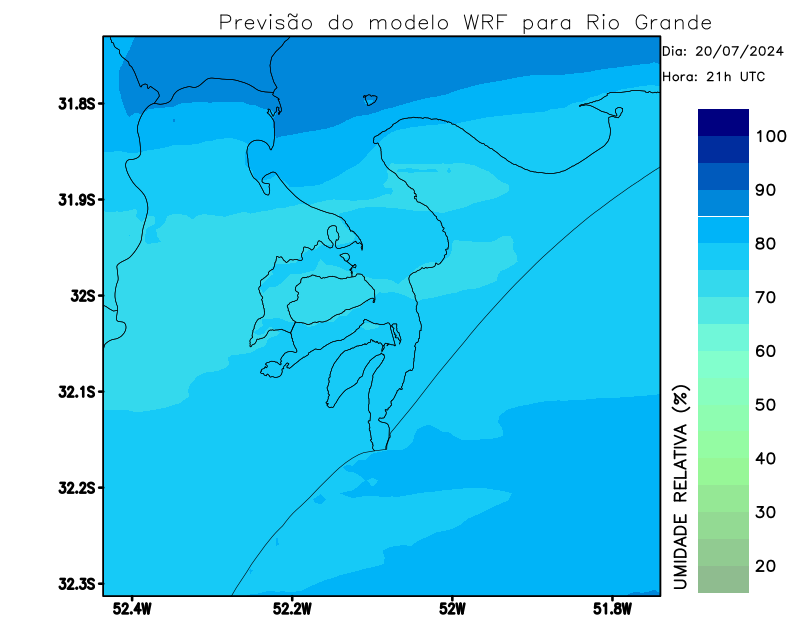 Previsão do modelo WRF para Rio Grande
Dia: 20/07/2024
Hora: 21h UTC
31.8S
31.9S
32S
32.1S
32.2S
32.3S
52.4W
52.2W
52W
51.8W
100
90
80
70
60
50
40
30
20
UMIDADE RELATIVA (%)